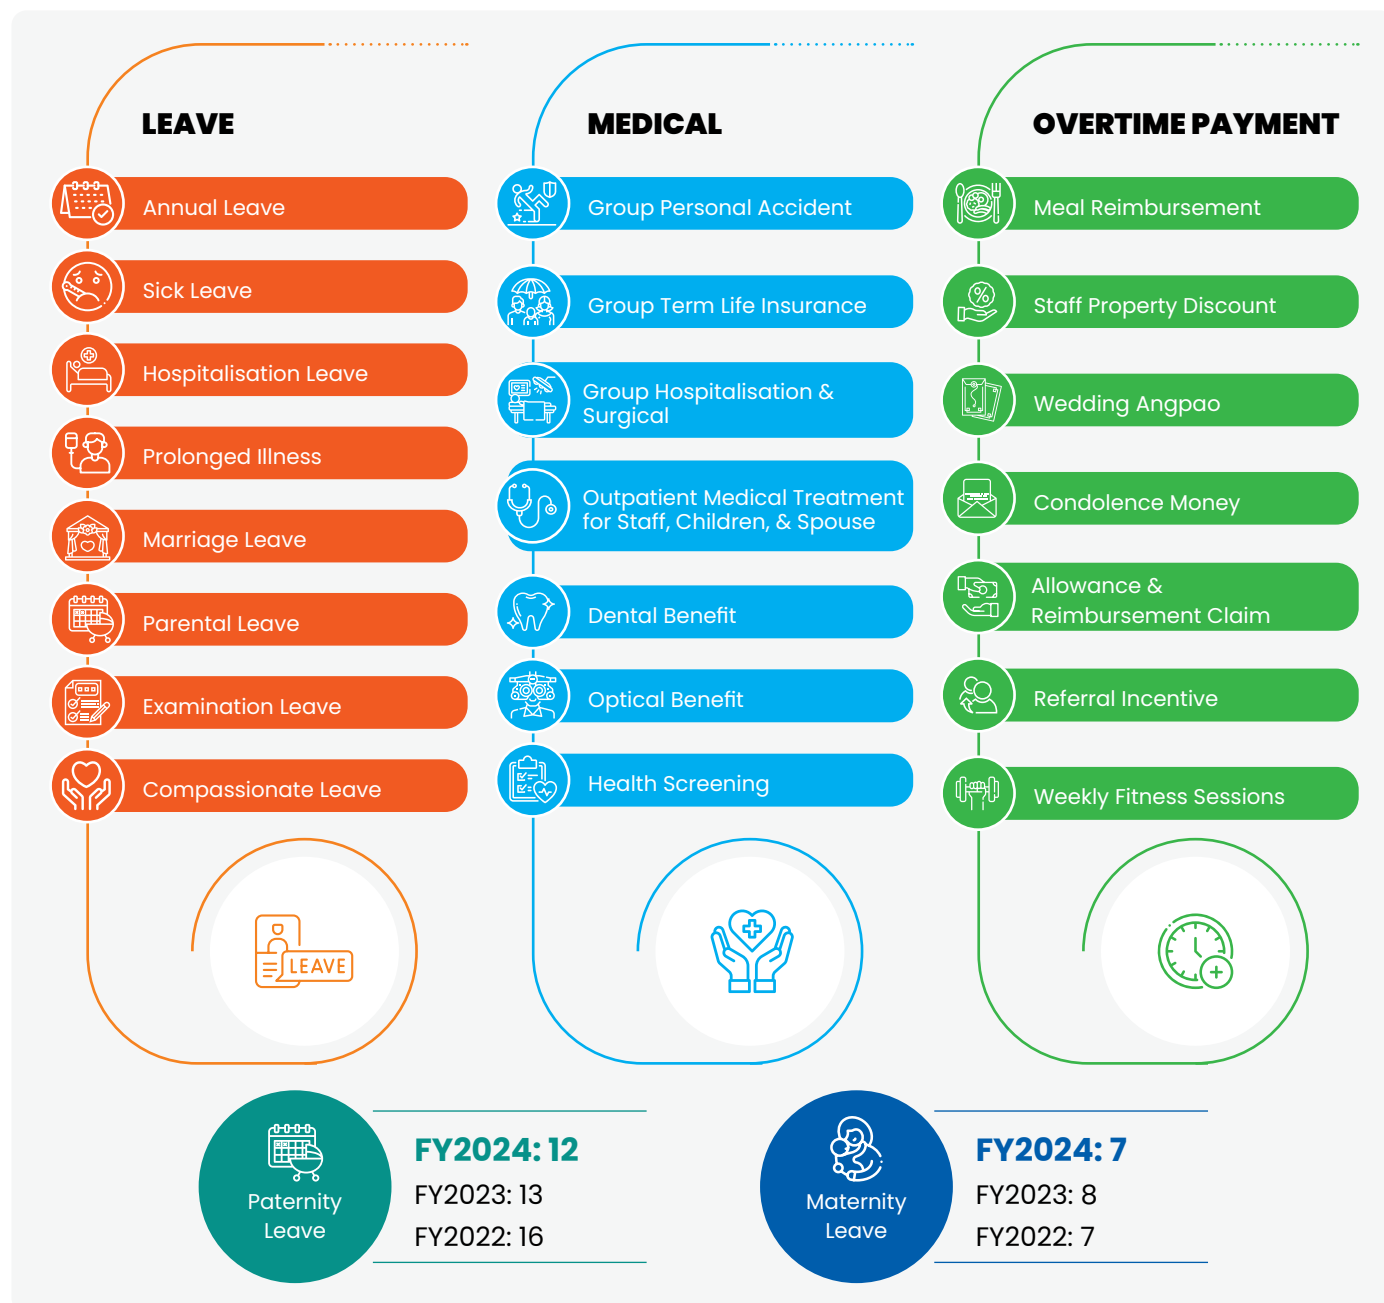 LEAVE
Annual Leave
Sick Leave
Hospitalisation Leave
Prolonged Illness
Marriage Leave
Parental Leave
Examination Leave
Compassionate Leave
LEAVE
MEDICAL
Group Personal Accident
Group Term Life Insurance
Group Hospitalisation &
Surgical
Outpatient Medical Treatment
for Staff, Children, & Spouse
Dental Benefit
Optical Benefit
Health Screening
OVERTIME PAYMENT
Meal Reimbursement
Staff Property Discount
Wedding Angpao
Condolence Money
Allowance &
Reimbursement Claim
Referral Incentive
Weekly Fitness Sessions
Paternity
Leave
FY2024: 12
FY2023: 13
FY2022: 16
Maternity
Leave
FY2024: 7
FY2023: 8
FY2022: 7